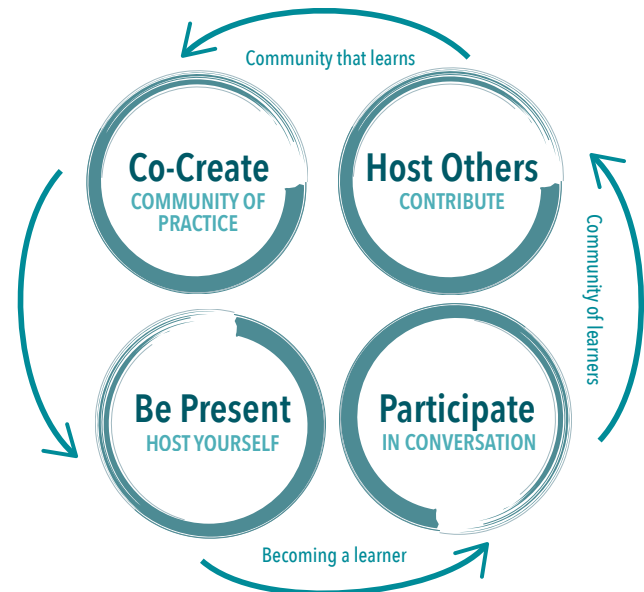 Community that learns
Co-Create
COMMUNITY OF
PRACTICE
Host Others
CONTRIBUTE
Community of learners
Be Present
HOST YOURSELF
Participate
IN CONVERSATION
Becoming a learner